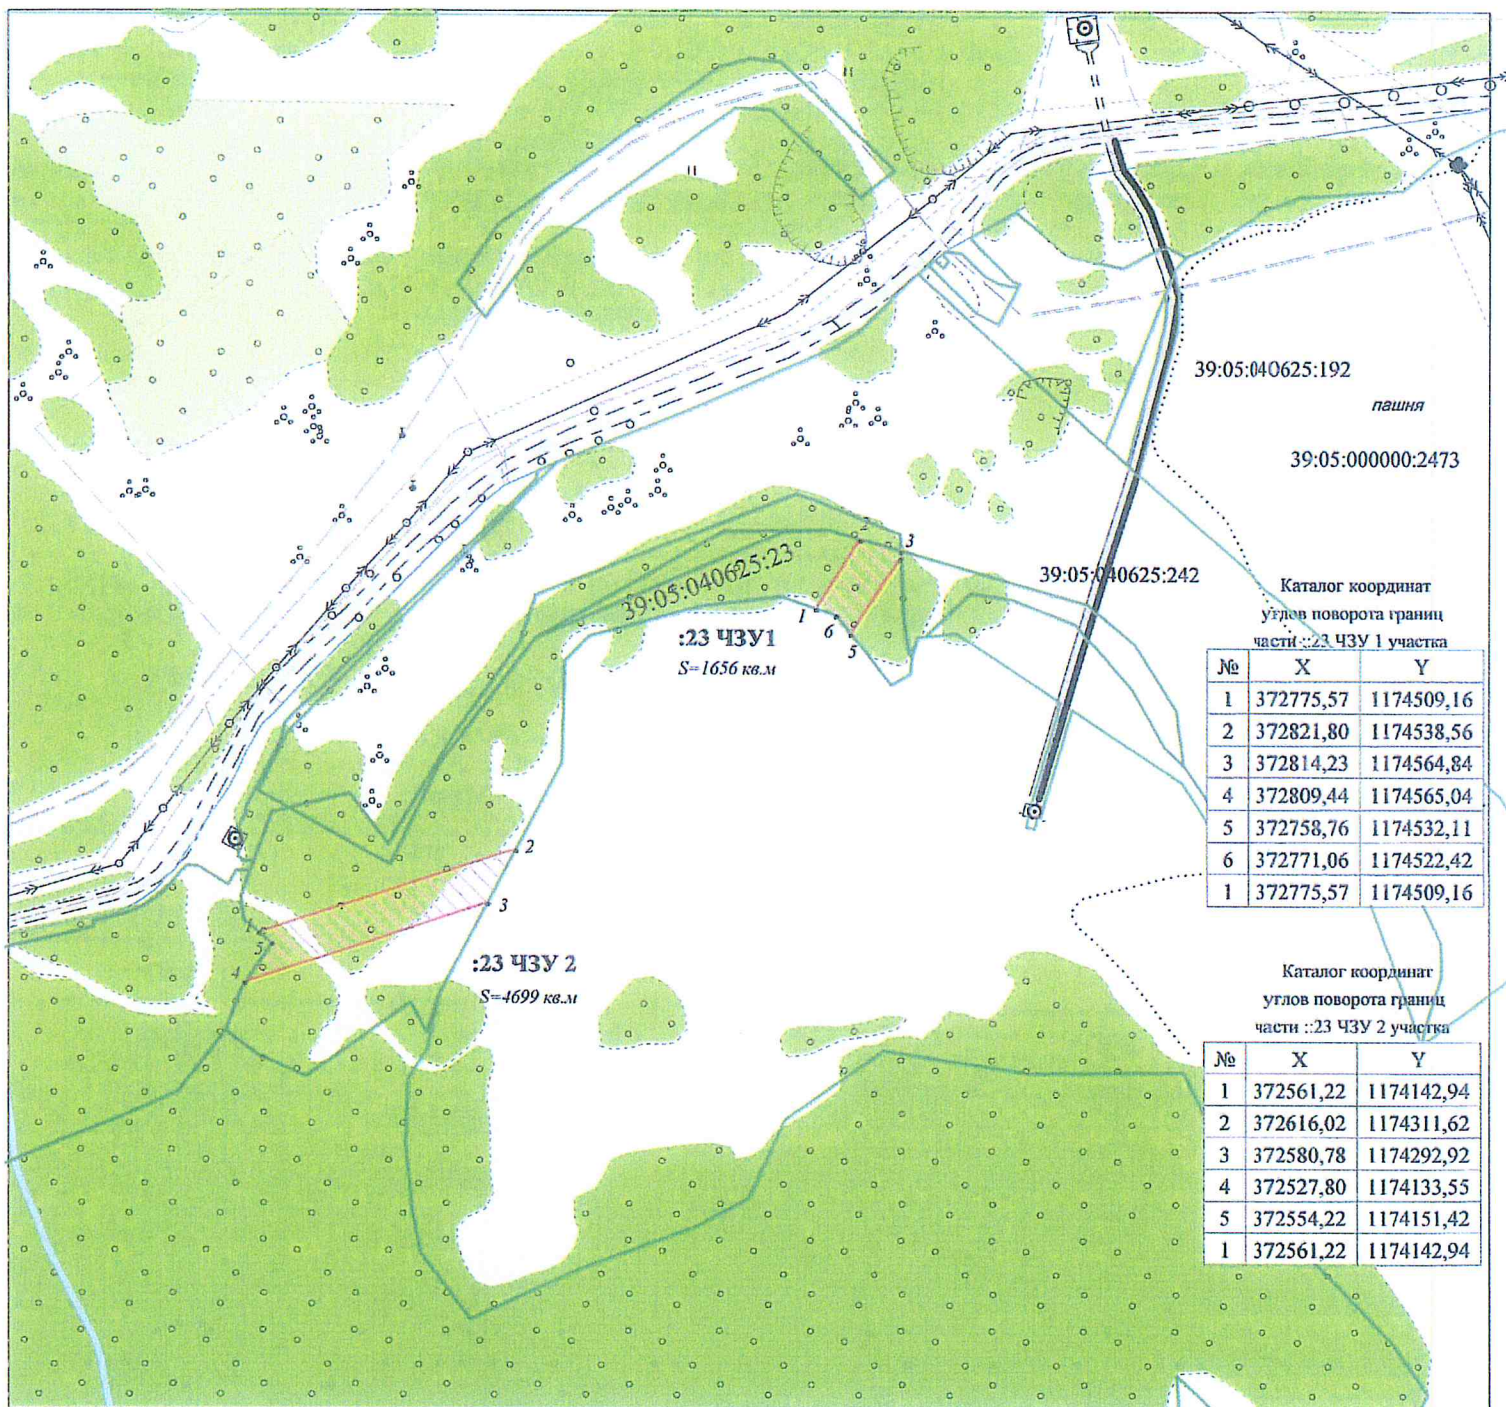 39:05:040625:192
пашня
39:05:000000:2473
39:05:040625:23
2
3
1
6
5
39:05:040625:242
:23 ЧЗУ1
S=1656 кв.м
Каталог координат
углов поворота границ
части ::23 ЧЗУ 1 участка
№ X Y
1 372775,57 1174509,16
2 372821,80 1174538,56
3 372814,23 1174564,84
4 372809,44 1174565,04
5 372758,76 1174532,11
6 372771,06 1174522,42
1 372775,57 1174509,16
2
3
1
5
4
:23 ЧЗУ 2
S=4699 кв.м
Каталог координат
углов поворота границ
части ::23 ЧЗУ 2 участка
№ X Y
1 372561,22 1174142,94
2 372616,02 1174311,62
3 372580,78 1174292,92
4 372527,80 1174133,55
5 372554,22 1174151,42
1 372561,22 1174142,94